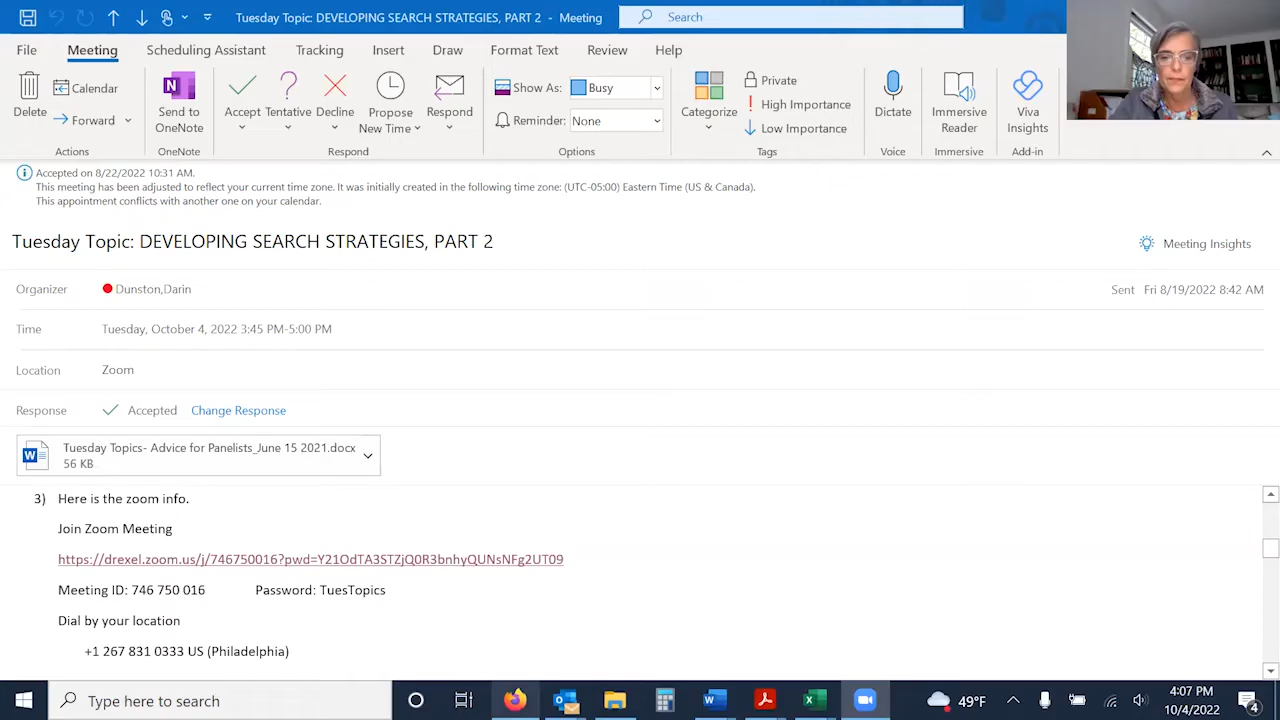 Tuesday Topic: DEVELOPING SEARCH STRATEGIES, PART 2 - Meeting
Search
File Meeting Scheduling Assistant Tracking Insert Draw Format Text Review Help
Delete
Calendar
Forward
Actions
Send to OneNote
OneNote
Accept
Tentative
Decline
Propose New Time
Respond
Respond
Show As: Busy
Reminder: None
Options
Categorize
Private
High Importance
Low Importance
Tags
Dictate
Voice
Immersive Reader
Immersive
Viva Insights
Add-in
Accepted on 8/22/2022 10:31 AM.
This meeting has been adjusted to reflect your current time zone. It was initially created in the following time zone: (UTC-05:00) Eastern Time (US & Canada).
This appointment conflicts with another one on your calendar.
Tuesday Topic: DEVELOPING SEARCH STRATEGIES, PART 2
Meeting Insights
Organizer Dunston,Darin Sent Fri 8/19/2022 8:42 AM
Time Tuesday, October 4, 2022 3:45 PM-5:00 PM
Location Zoom
Response Accepted Change Response
Tuesday Topics- Advice for Panelists_June 15 2021.docx
56 KB
3) Here is the zoom info.
Join Zoom Meeting
https://drexel.zoom.us/j/746750016?pwd=Y21OdTA3STZjQ0R3bnhyQUNsNFg2UT09
Meeting ID: 746 750 016 Password: TuesTopics
Dial by your location
+1 267 831 0333 US (Philadelphia)
Type here to search
49°F
4:07 PM
10/4/2022
4